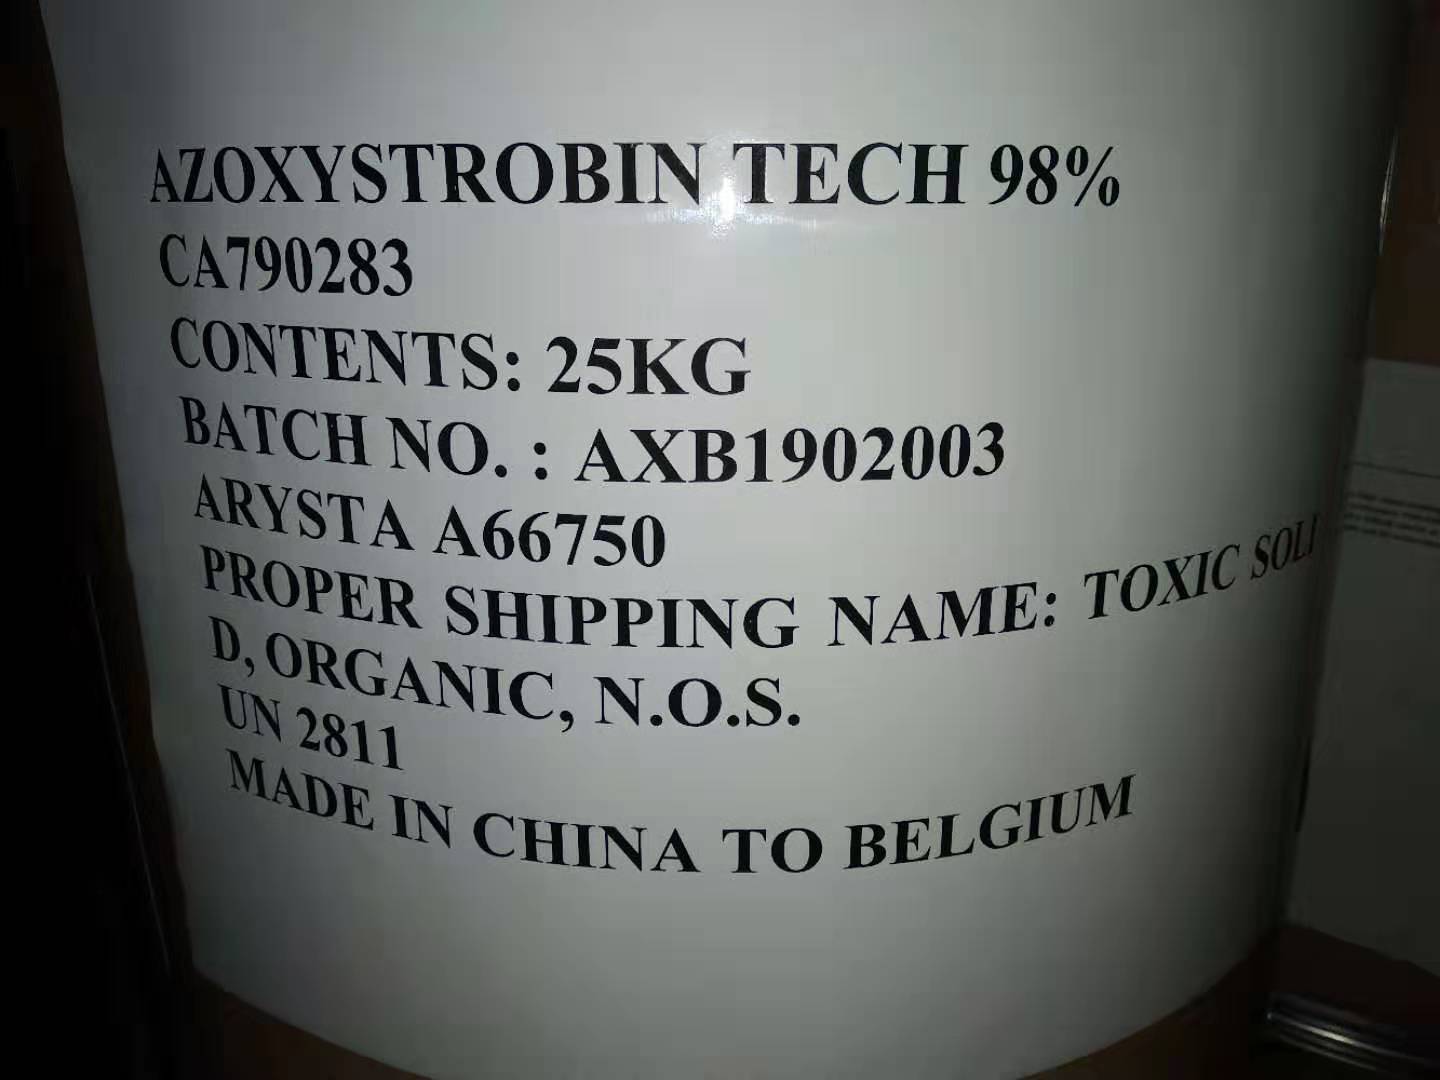 AZOXYSTROBIN TECH 98%
CA790283
CONTENTS: 25KG
BATCH NO. : AXB1902003
ARYSTA A66750
PROPER SHIPPING NAME: TOXIC SOLI
D, ORGANIC, N.O.S.
UN 2811
MADE IN CHINA TO BELGIUM